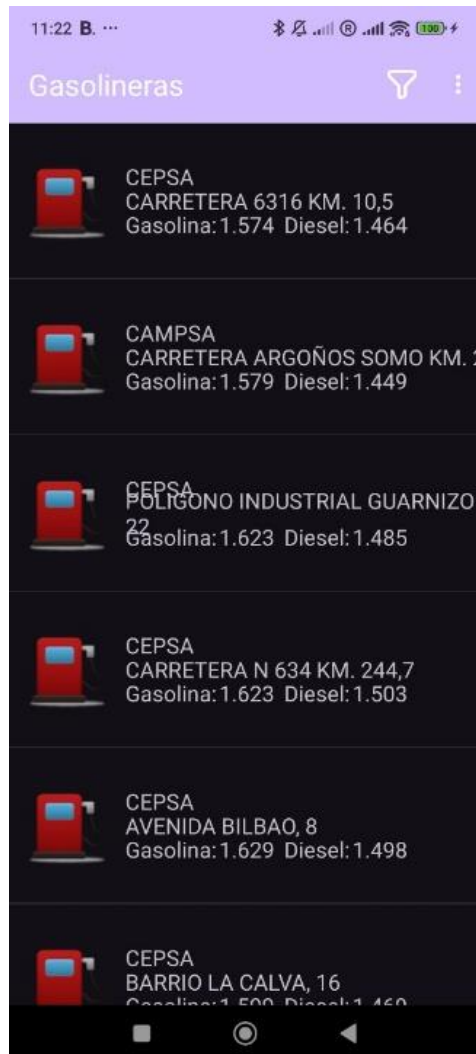 11:22 B. ...
100
Gasolineras
CEPSA
CARRETERA 6316 KM. 10,5
Gasolina:1.574 Diesel:1.464
CAMPSA
CARRETERA ARGOÑOS SOMO KM.
Gasolina:1.579 Diesel:1.449
CEPSA
POLIGONO INDUSTRIAL GUARNIZO
22
Gasolina:1.623 Diesel:1.485
CEPSA
CARRETERA N 634 KM. 244,7
Gasolina:1.623 Diesel:1.503
CEPSA
AVENIDA BILBAO, 8
Gasolina:1.629 Diesel:1.498
CEPSA
BARRIO LA CALVA, 16